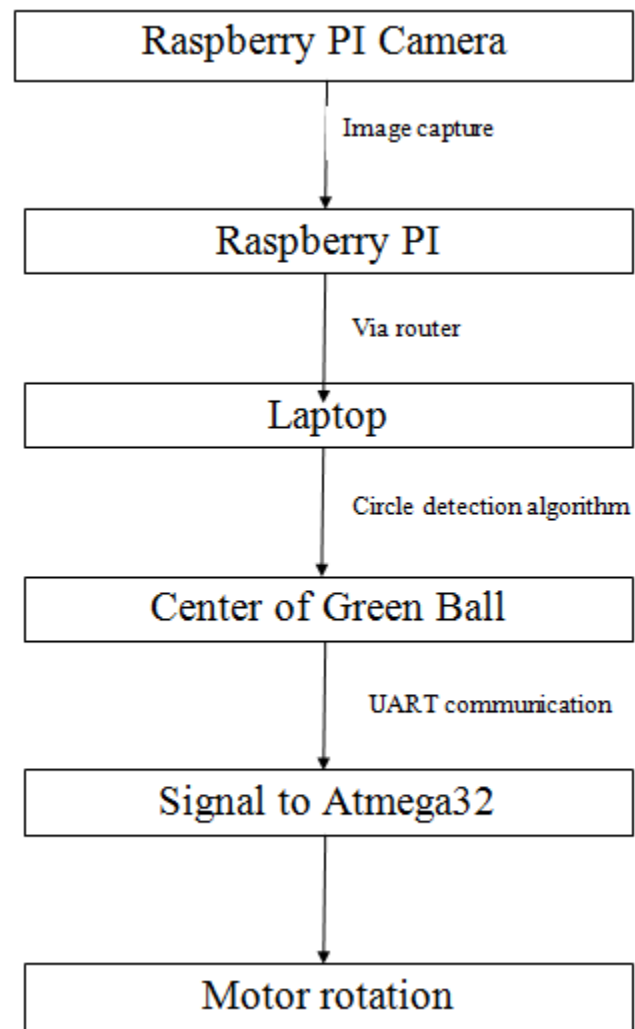 Raspberry PI Camera
Image capture
Raspberry PI
Via router
Laptop
Circle detection algorithm
Center of Green Ball
UART communication
Signal to Atmega32
Motor rotation